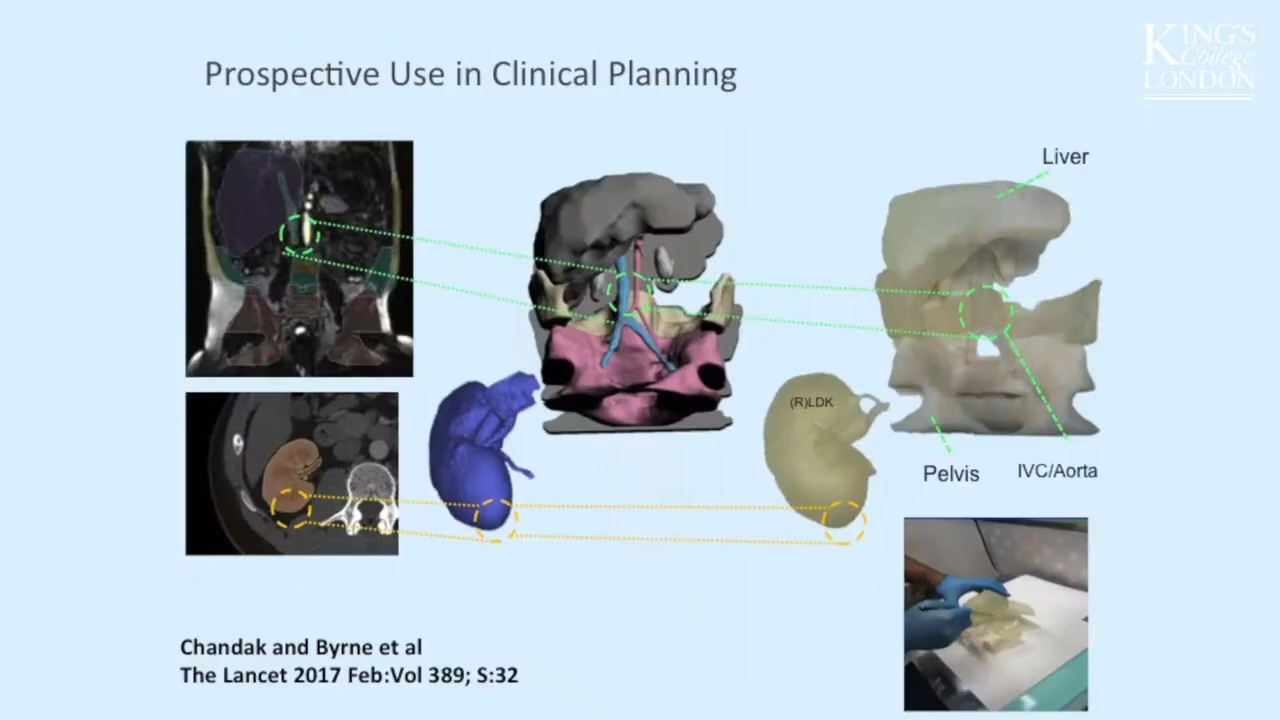 Prospective Use in Clinical Planning
KING'S
College
LONDON
Liver
(R)LDK
Pelvis
IVC/Aorta
Chandak and Byrne et al
The Lancet 2017 Feb:Vol 389; S:32